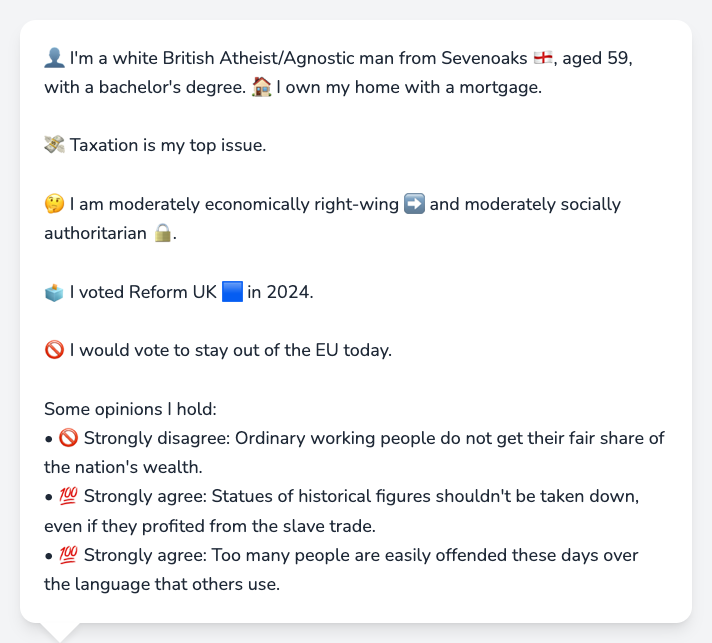 👤 I'm a white British Atheist/Agnostic man from Sevenoaks 🏴󠁧󠁢󠁥󠁮󠁧󠁿, aged 59,
with a bachelor's degree. 🏠 I own my home with a mortgage.
💸 Taxation is my top issue.
🤔 I am moderately economically right-wing ➡️ and moderately socially
authoritarian 🔒.
🗳️ I voted Reform UK 🟦 in 2024.
🚫 I would vote to stay out of the EU today.
Some opinions I hold:
• 🚫 Strongly disagree: Ordinary working people do not get their fair share of
the nation's wealth.
• 💯 Strongly agree: Statues of historical figures shouldn't be taken down,
even if they profited from the slave trade.
• 💯 Strongly agree: Too many people are easily offended these days over
the language that others use.